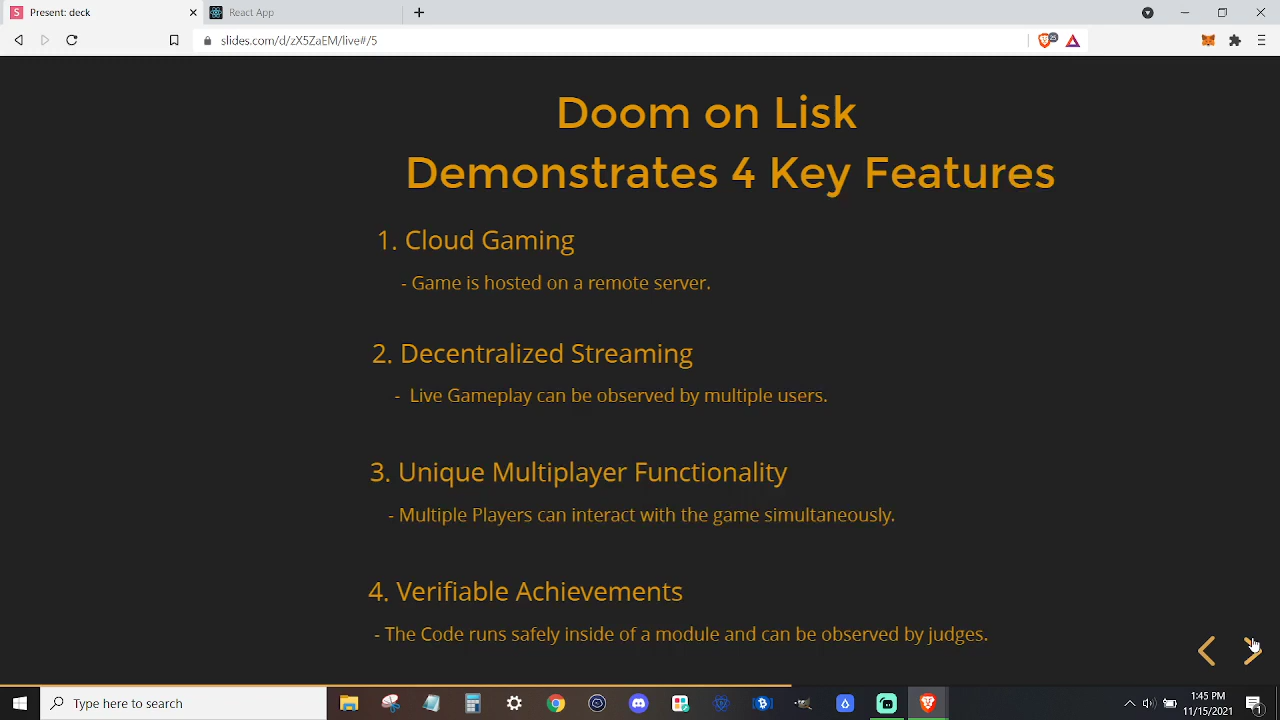 Present: deck
React App
slides.com/d/zX5ZaEM/live#/5
25
Doom on Lisk
Demonstrates 4 Key Features
1. Cloud Gaming
- Game is hosted on a remote server.
2. Decentralized Streaming
- Live Gameplay can be observed by multiple users.
3. Unique Multiplayer Functionality
- Multiple Players can interact with the game simultaneously.
4. Verifiable Achievements
- The Code runs safely inside of a module and can be observed by judges.
Type here to search
1:45 PM
11/15/2021